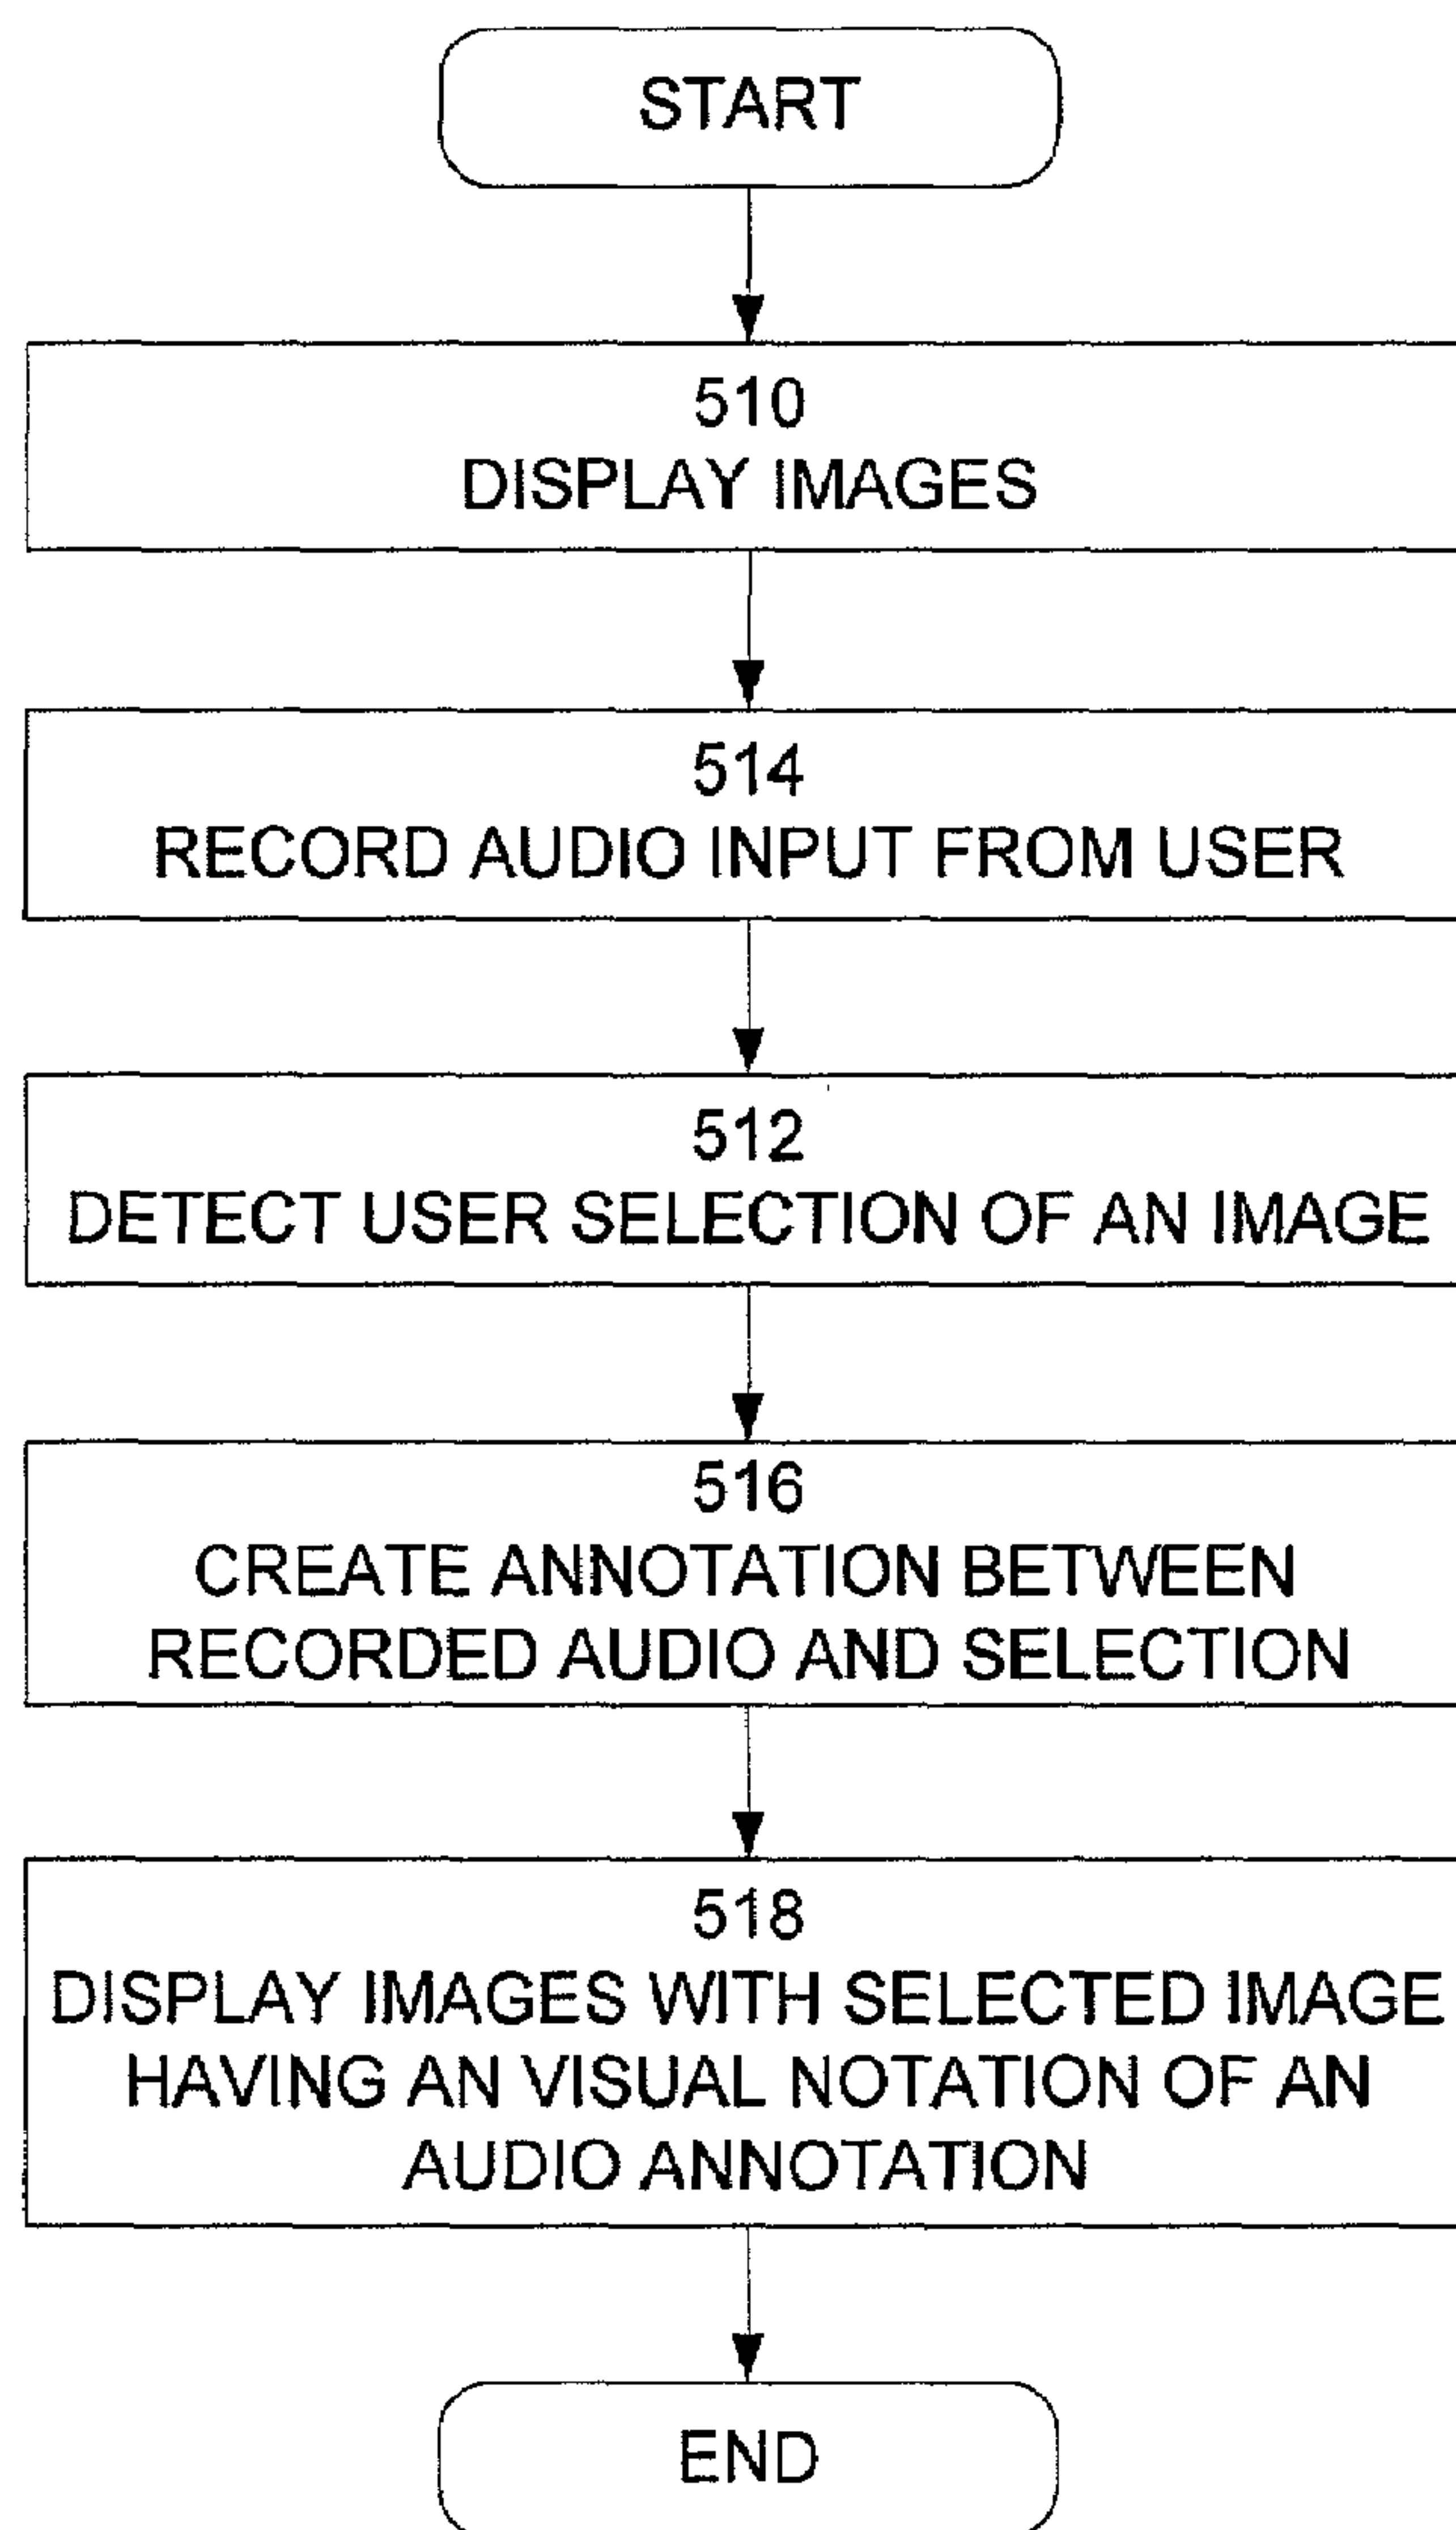 START
510
DISPLAY IMAGES
514
RECORD AUDIO INPUT FROM USER
512
DETECT USER SELECTION OF AN IMAGE
516
CREATE ANNOTATION BETWEEN
RECORDED AUDIO AND SELECTION
518
DISPLAY IMAGES WITH SELECTED IMAGE
HAVING AN VISUAL NOTATION OF AN
AUDIO ANNOTATION
END